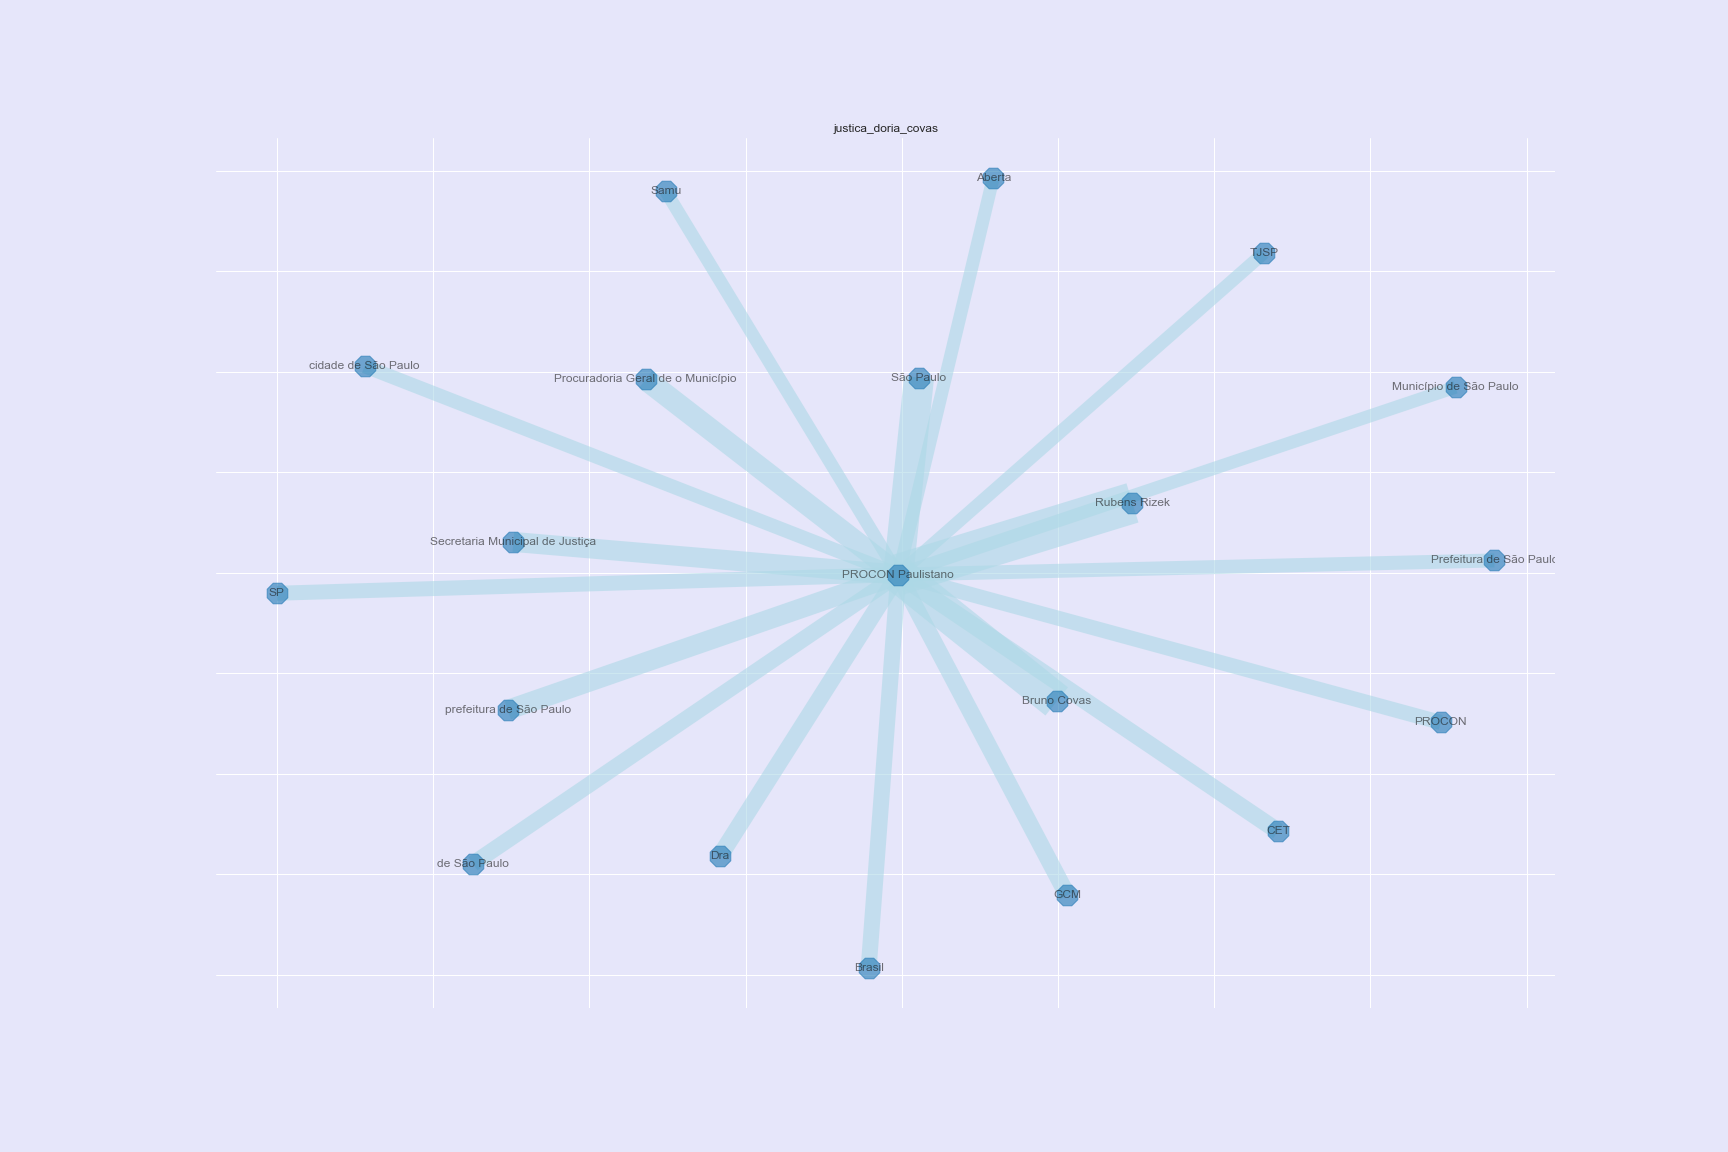 justica_doria_covas
Aberta
Samu
TJSP
cidade de São Paulo
Procuradoria Geral de o Município
São Paulo
Município de São Paulo
Rubens Rizek
Secretaria Municipal de Justiça
Prefeitura de São Paulo
PROCON Paulistano
SP
Bruno Covas
prefeitura de São Paulo
PROCON
CET
Dra
de São Paulo
GCM
Brasil